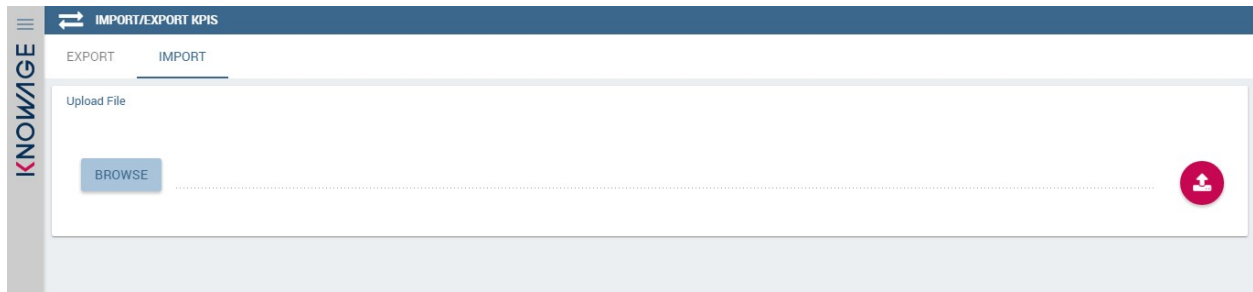 IMPORT/EXPORT KPIS
KNOWAGE
EXPORT IMPORT
Upload File
BROWSE